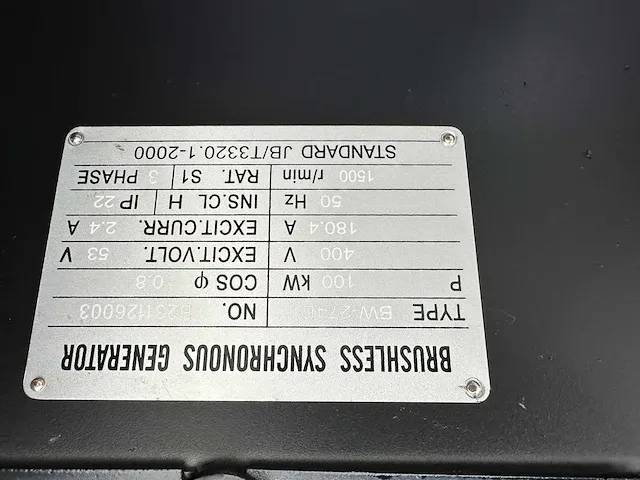 BRUSHLESS SYNCHRONOUS GENERATOR
TYPE NO. H231126003
P 100 kW COS φ 0.8
400 V EXCIT.VOLT. 53 V
180.4 A EXCIT.CURR. 2.4 A
50 Hz INS.CL H IP 22
1500 r/min RAT. S1 3 PHASE
STANDARD JB/T3320.1-2000